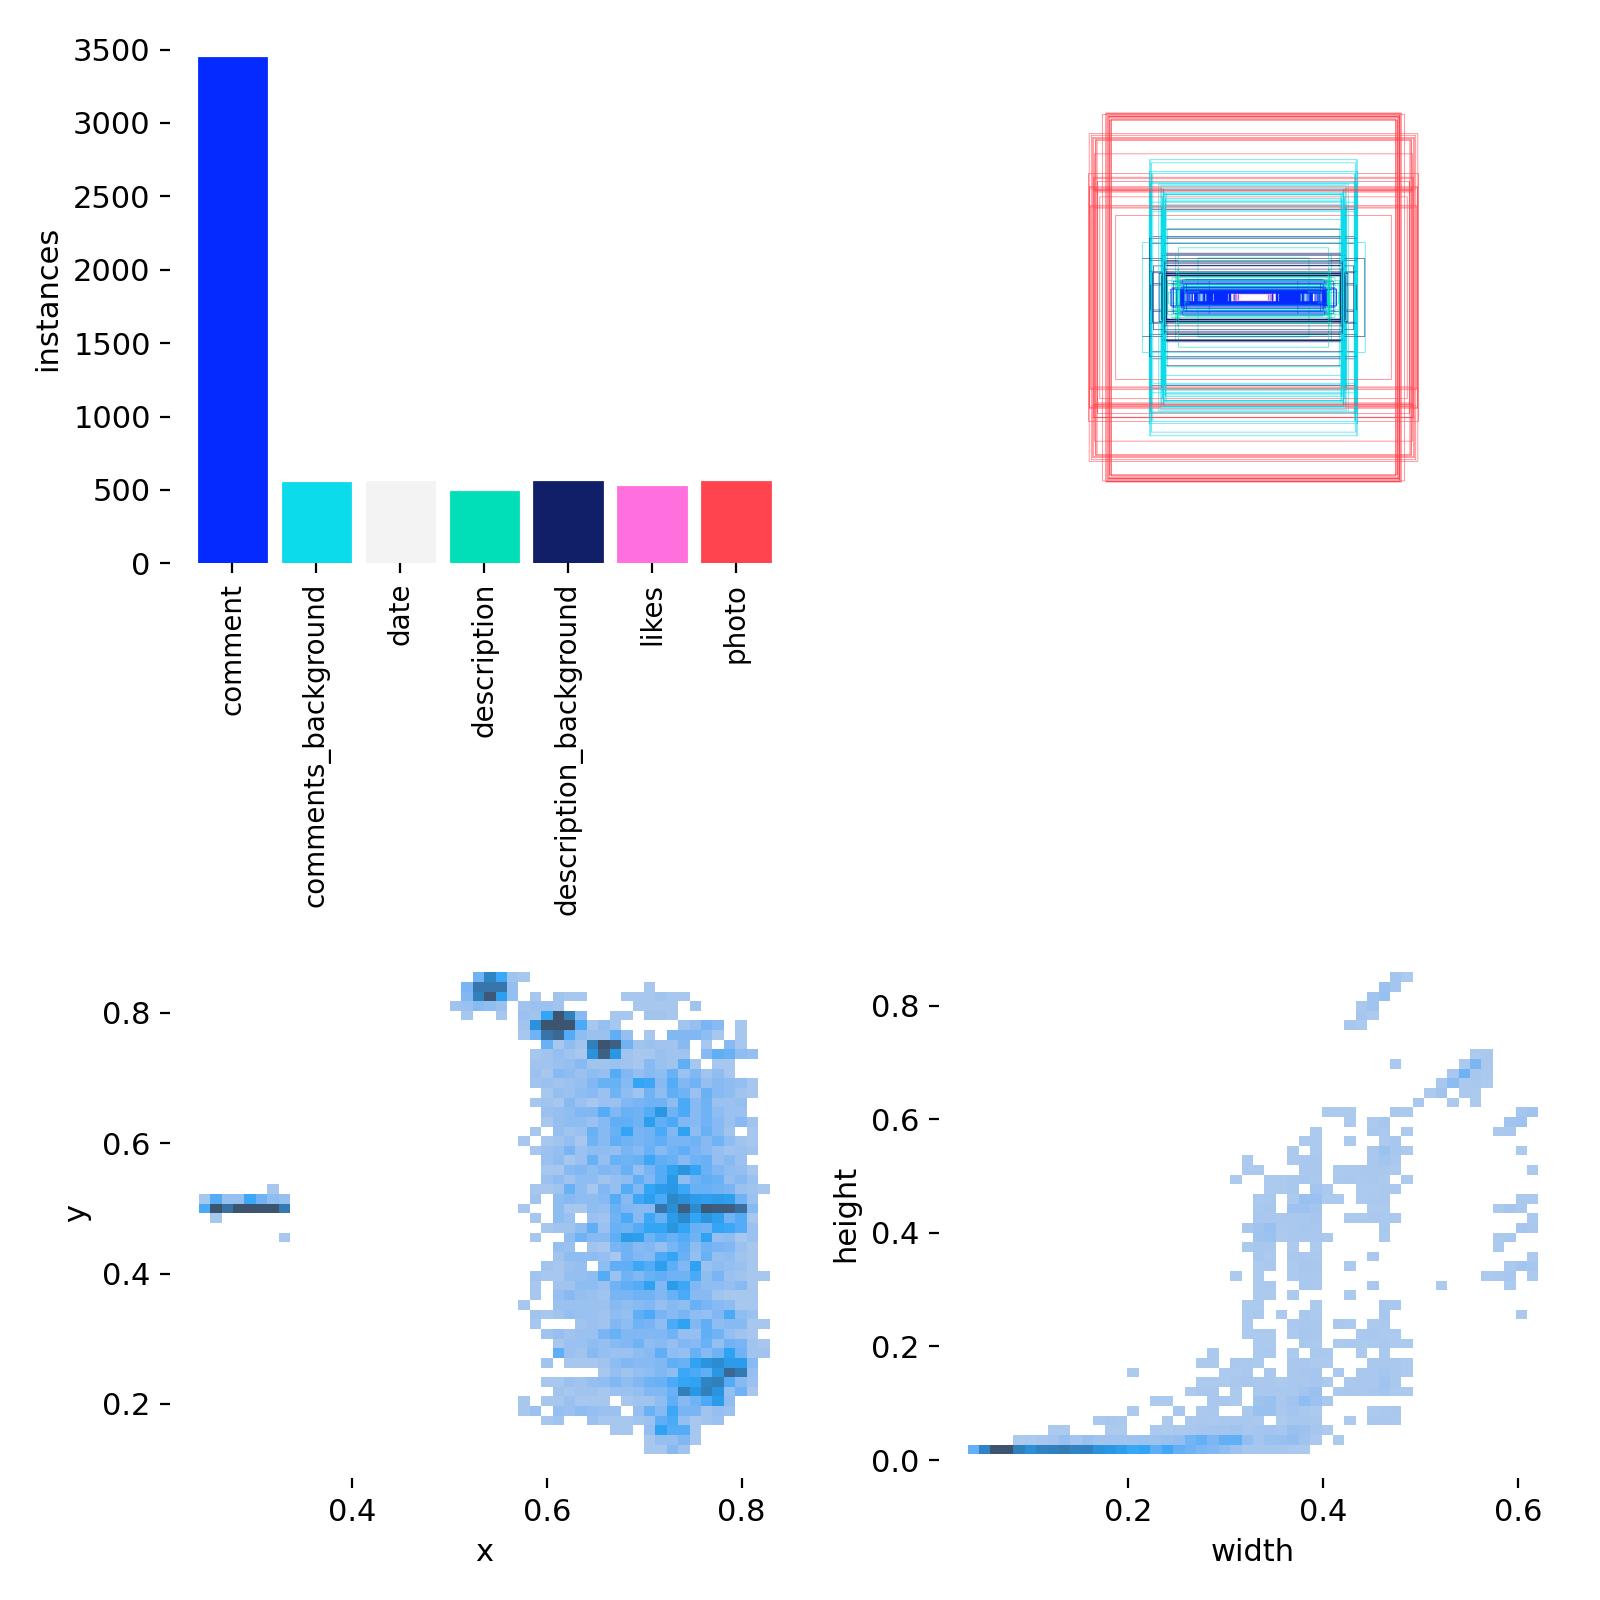 3500
3000
2500
2000
1500
1000
500
0
instances
comment
comments_background
date
description
description_background
likes
photo
0.8
0.6
0.4
0.2
y
0.4
0.6
0.8
x
0.8
0.6
0.4
0.2
0.0
height
0.2
0.4
0.6
width